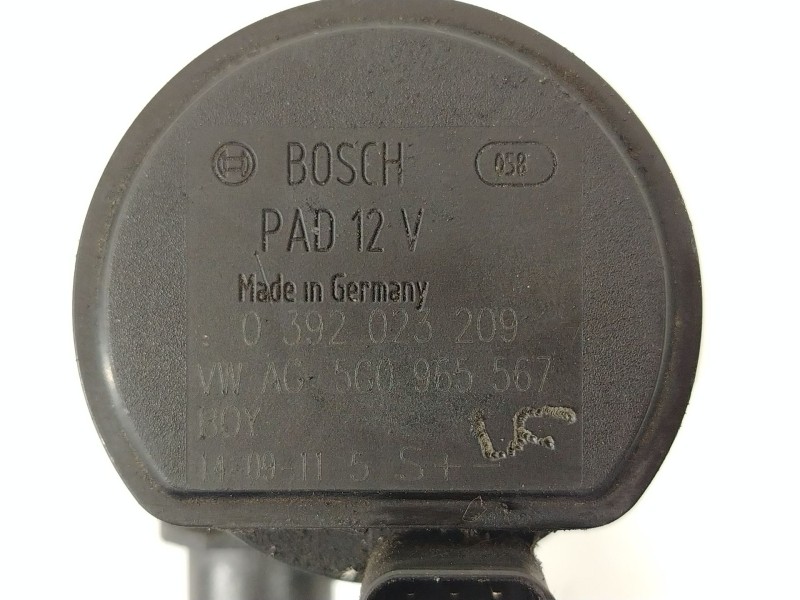 BOSCH 058
PAD 12 V
Made in Germany
0 392 023 209
VW AG 5G0 965 567
14-09-11 5 S + -